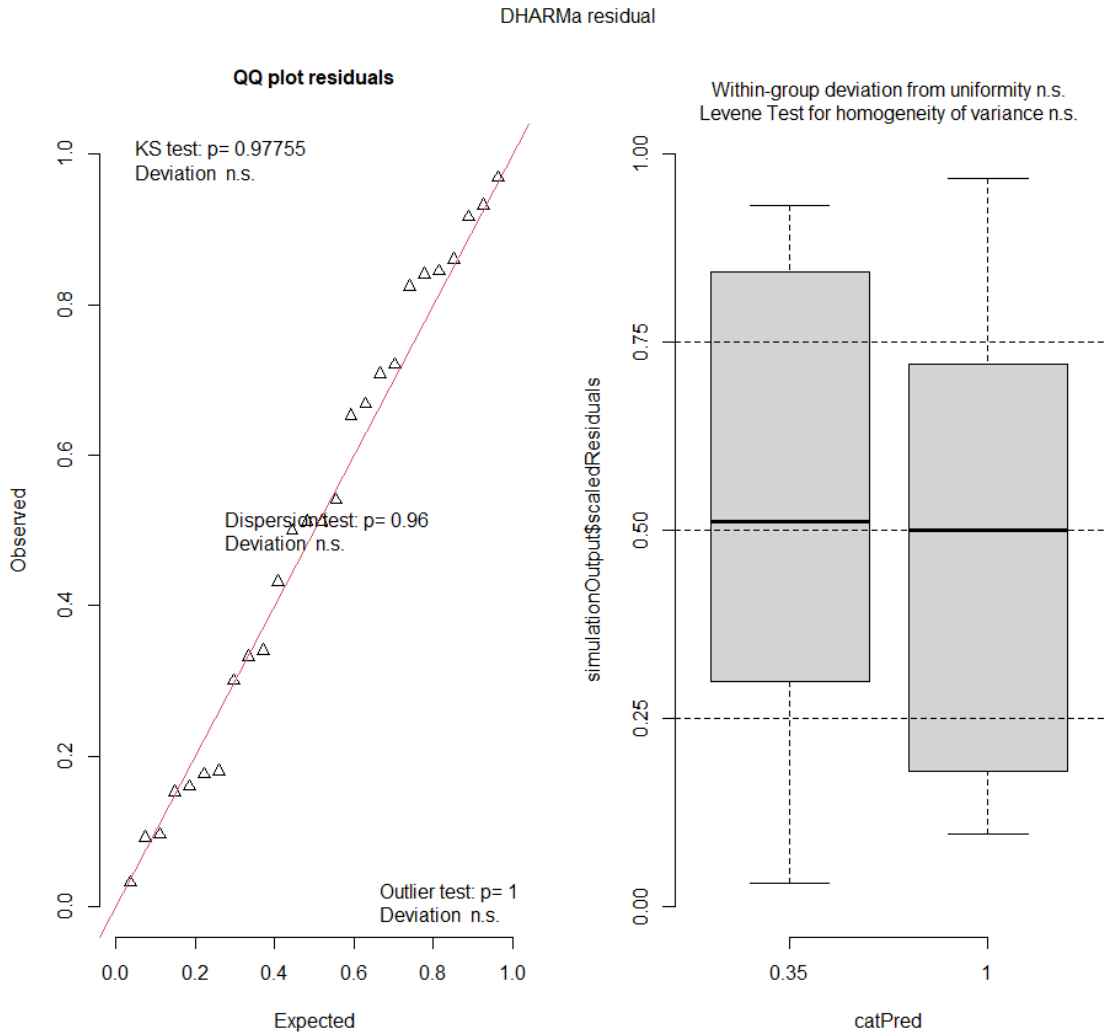 DHARMa residual
QQ plot residuals
KS test: p= 0.97755
Deviation  n.s.
Dispersion test: p= 0.96
Deviation  n.s.
Outlier test: p= 1
Deviation  n.s.
Observed
1.0
0.8
0.6
0.4
0.2
0.0
0.0 0.2 0.4 0.6 0.8 1.0
Expected
Within-group deviation from uniformity n.s.
Levene Test for homogeneity of variance n.s.
simulationOutput$scaledResiduals
1.00
0.75
0.50
0.25
0.00
0.35 1
catPred